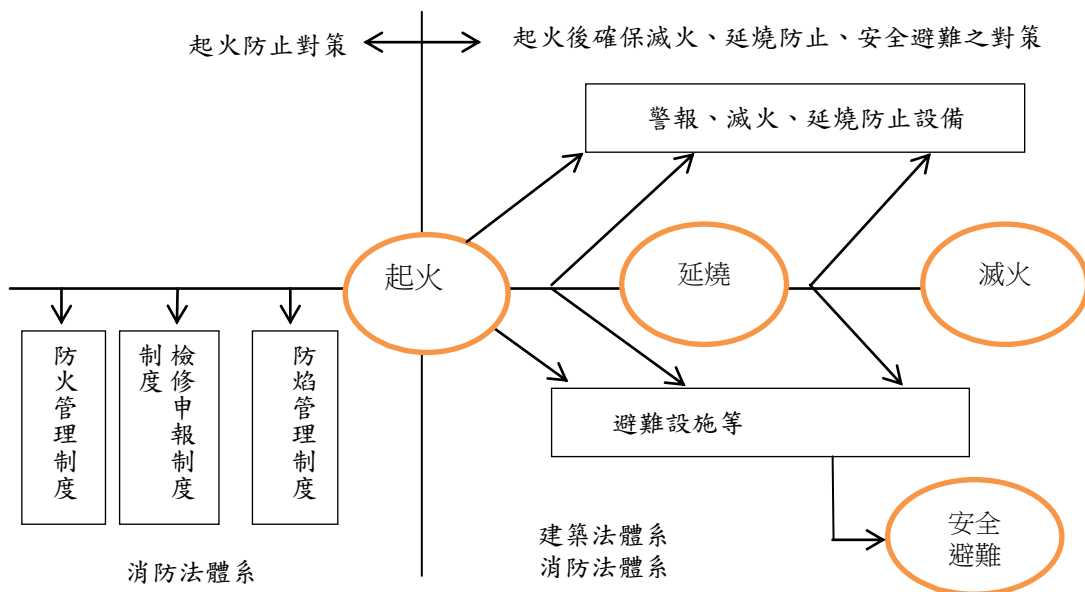 起火防止對策
起火後確保滅火、延燒防止、安全避難之對策
警報、滅火、延燒防止設備
起火
延燒
滅火
防火管理制度
檢修申報制度
制度
防焰管理制度
避難設施等
安全
避難
建築法體系
消防法體系
消防法體系